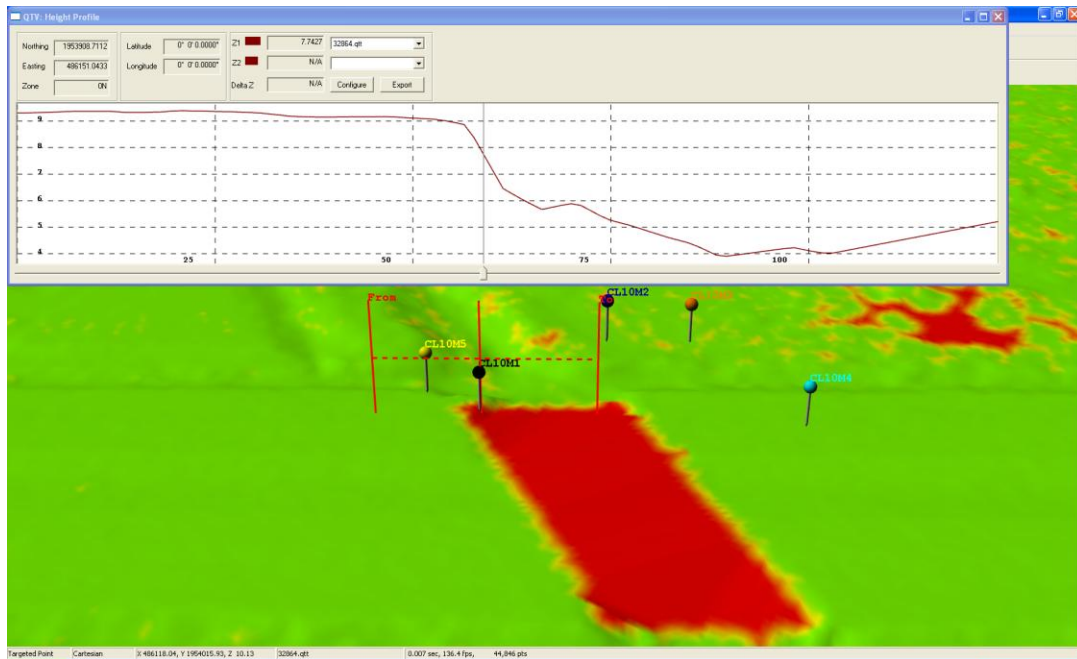 QTV: Height Profile
Northing 1953908.7112 Latitude 0° 0' 0.0000" Z1 7.7427 32864.qtt
Easting 486151.0433 Longitude 0° 0' 0.0000" Z2 N/A
Zone 0N Delta Z N/A Configure Export
9
8
7
6
5
4
25 50 75 100
From CL10M2
CL10M5
CL10M1
CL10M4
Targeted Point Cartesian X 486118.04, Y 1954015.93, Z 10.13 32864.qtt 0.007 sec, 136.4 fps, 44,846 pts